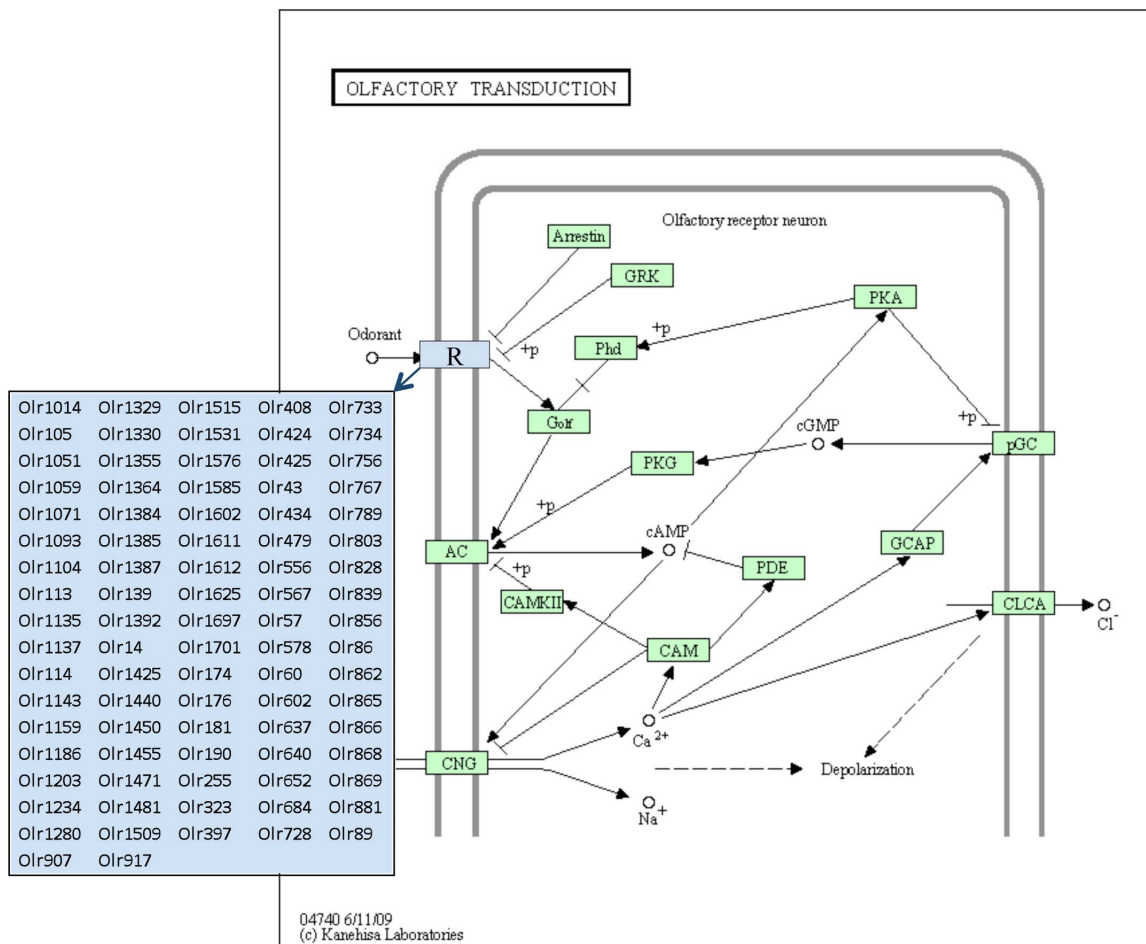 OLFACTORY TRANSDUCTION
Olfactory receptor neuron
Arrestin
GRK
PKA
Odorant
R
+p
Phd
+p
Golf
cGMP
+p
pGC
PKG
+p
cAMP
AC
GCAP
PDE
+p
CAMKII
CLCA
Cl-
CAM
Ca 2+
CNG
Depolarization
Na+
Olr1014 Olr1329 Olr1515 Olr408 Olr733
Olr105 Olr1330 Olr1531 Olr424 Olr734
Olr1051 Olr1355 Olr1576 Olr425 Olr756
Olr1059 Olr1364 Olr1585 Olr43 Olr767
Olr1071 Olr1384 Olr1602 Olr434 Olr789
Olr1093 Olr1385 Olr1611 Olr479 Olr803
Olr1104 Olr1387 Olr1612 Olr556 Olr828
Olr113 Olr139 Olr1625 Olr567 Olr839
Olr1135 Olr1392 Olr1697 Olr57 Olr856
Olr1137 Olr14 Olr1701 Olr578 Olr86
Olr114 Olr1425 Olr174 Olr60 Olr862
Olr1143 Olr1440 Olr176 Olr602 Olr865
Olr1159 Olr1450 Olr181 Olr637 Olr866
Olr1186 Olr1455 Olr190 Olr640 Olr868
Olr1203 Olr1471 Olr255 Olr652 Olr869
Olr1234 Olr1481 Olr323 Olr684 Olr881
Olr1280 Olr1509 Olr397 Olr728 Olr89
Olr907 Olr917
04740 6/11/09
(c) Kanehisa Laboratories